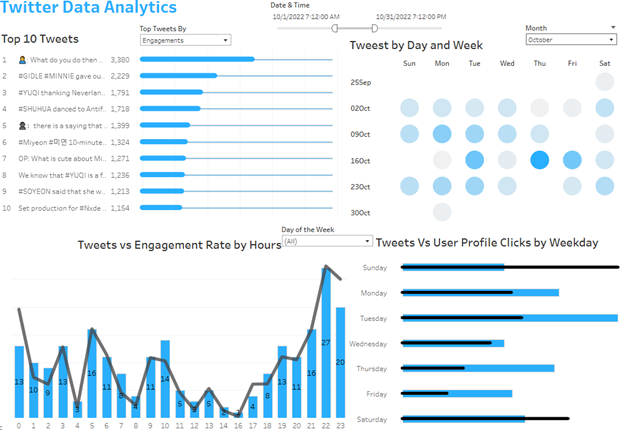 Twitter Data Analytics
Date & Time
10/1/2022 7:12:00 AM
10/31/2022 7:12:00 AM
Top 10 Tweets
Top Tweets By
Engagements
Month
October
1 : What do you do then .. 3,380
2 #GIDLE #MINNIE gave ou.. 2,229
3 #YUQI thanking Neverlan.. 1,791
4 #SHUHUA danced to Antif.. 1,718
5 : there is a saying that .. 1,399
6 #Miyeon #미연 10-minute.. 1,324
7 OP: What is cute about Mi.. 1,271
8 We know that #YUQI is a f.. 1,236
9 #SOYEON said that she w.. 1,213
10 Set production for #Nxde .. 1,154
Tweest by Day and Week
Sun Mon Tue Wed Thu Fri Sat
25Sep
02Oct
09Oct
16Oct
23Oct
30Oct
Tweets vs Engagement Rate by Hours
Day of the Week
(All)
13 10 9 13 3 16 11 8 4 11 14 5 3 5 2 1 4 8 13 11 16 27 20
0 1 2 3 4 5 6 7 8 9 10 11 12 13 14 15 16 17 18 19 20 21 22 23
Tweets Vs User Profile Clicks by Weekday
Sunday
Monday
Tuesday
Wednesday
Thursday
Friday
Saturday